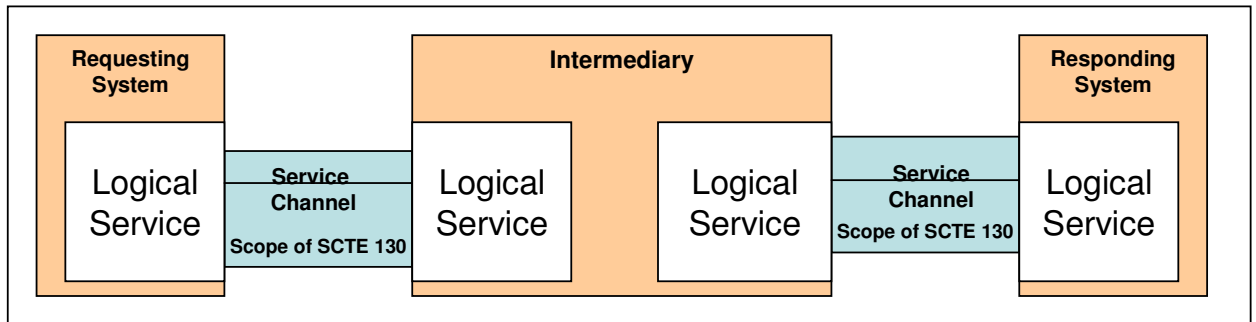 Requesting
System
Logical
Service
Service
Channel
Scope of SCTE 130
Intermediary
Logical
Service
Logical
Service
Service
Channel
Scope of SCTE 130
Responding
System
Logical
Service